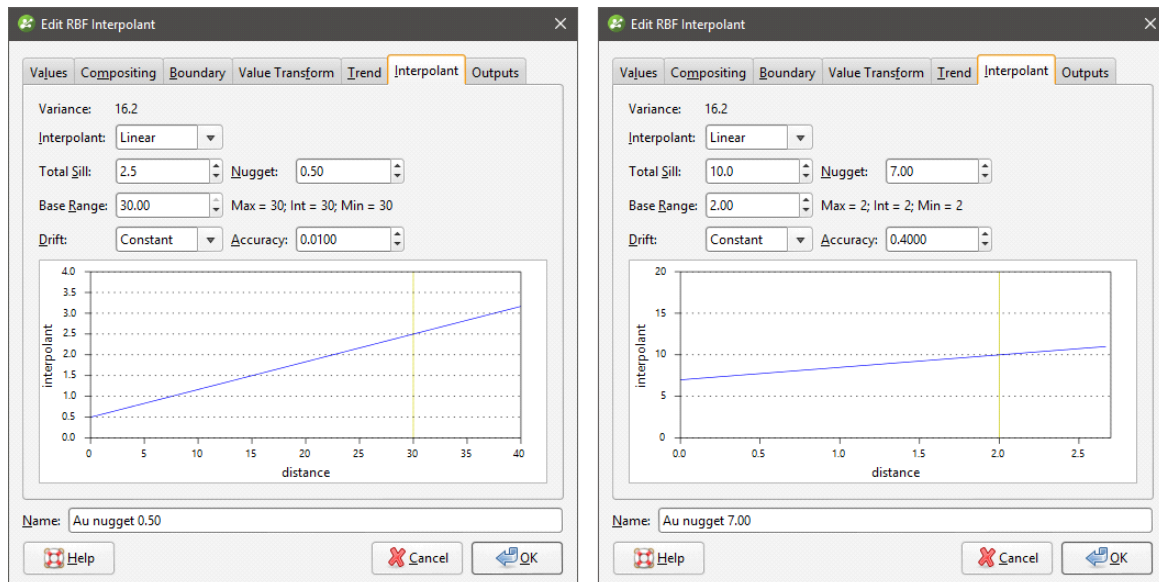 Edit RBF Interpolant
Values Compositing Boundary Value Transform Trend Interpolant Outputs
Variance: 16.2
Interpolant: Linear
Total Sill: 2.5 Nugget: 0.50
Base Range: 30.00 Max = 30; Int = 30; Min = 30
Drift: Constant Accuracy: 0.0100
4.0
3.5
3.0
2.5
2.0
1.5
1.0
0.5
0.0
interpolant
0 5 10 15 20 25 30 35 40
distance
Name: Au nugget 0.50
Help Cancel OK
Edit RBF Interpolant
Values Compositing Boundary Value Transform Trend Interpolant Outputs
Variance: 16.2
Interpolant: Linear
Total Sill: 10.0 Nugget: 7.00
Base Range: 2.00 Max = 2; Int = 2; Min = 2
Drift: Constant Accuracy: 0.4000
20
15
10
5
0
interpolant
0.0 0.5 1.0 1.5 2.0 2.5
distance
Name: Au nugget 7.00
Help Cancel OK